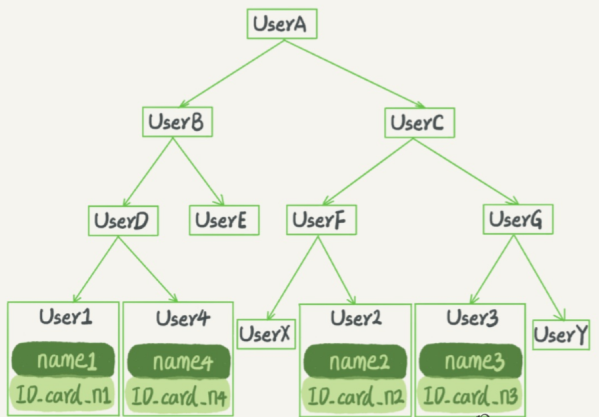 UserA
UserB
UserC
UserD
UserE
UserF
UserG
User1
User4
UserX
User2
User3
UserY
name1
name4
name2
name3
ID_card_n1
ID_card_n4
ID_card_n2
ID_card_n3